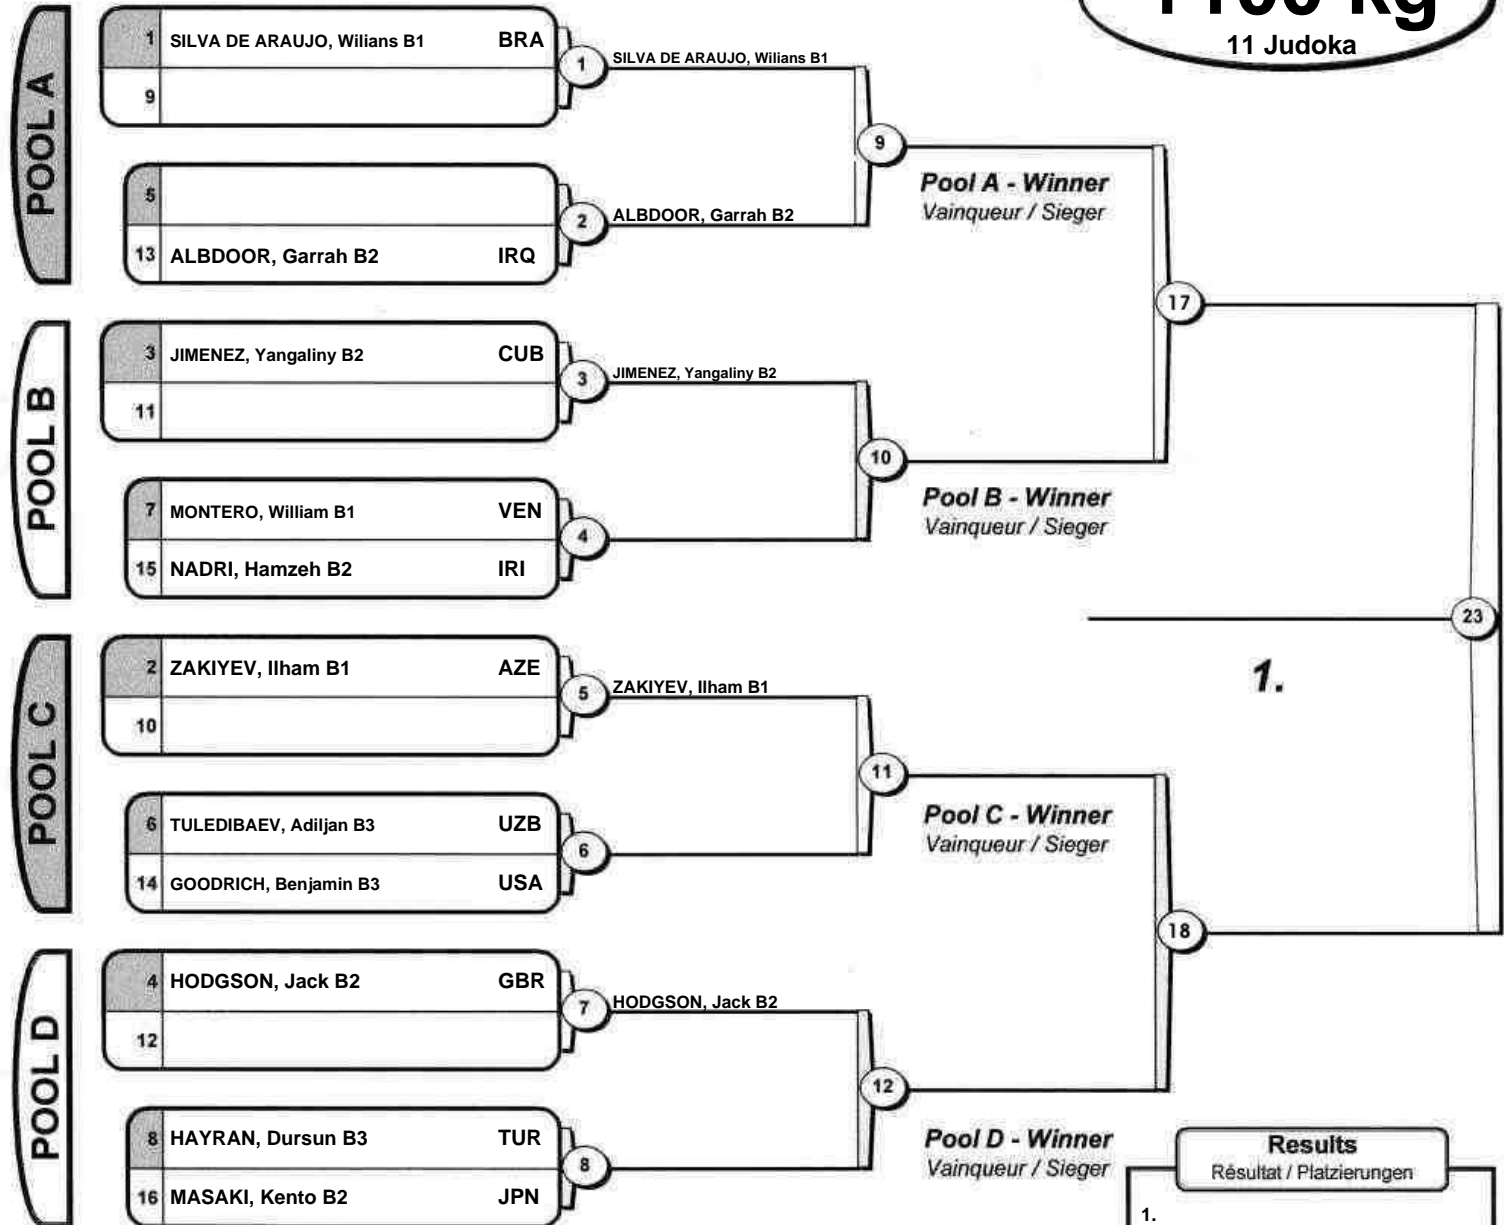 11 Judoka
POOL A
1 SILVA DE ARAUJO, Wilians B1 BRA
9
1
SILVA DE ARAUJO, Wilians B1
5
13 ALBDOOR, Garrah B2 IRQ
2
ALBDOOR, Garrah B2
9
Pool A - Winner
Vainqueur / Sieger
POOL B
3 JIMENEZ, Yangaliny B2 CUB
11
3
JIMENEZ, Yangaliny B2
7 MONTERO, William B1 VEN
15 NADRI, Hamzeh B2 IRI
4
10
Pool B - Winner
Vainqueur / Sieger
17
POOL C
2 ZAKIYEV, Ilham B1 AZE
10
5
ZAKIYEV, Ilham B1
6 TULEDIBAEV, Adiljan B3 UZB
14 GOODRICH, Benjamin B3 USA
6
11
Pool C - Winner
Vainqueur / Sieger
23
1.
POOL D
4 HODGSON, Jack B2 GBR
12
7
HODGSON, Jack B2
8 HAYRAN, Dursun B3 TUR
16 MASAKI, Kento B2 JPN
8
12
Pool D - Winner
Vainqueur / Sieger
18
Results
Résultat / Platzierungen
1.